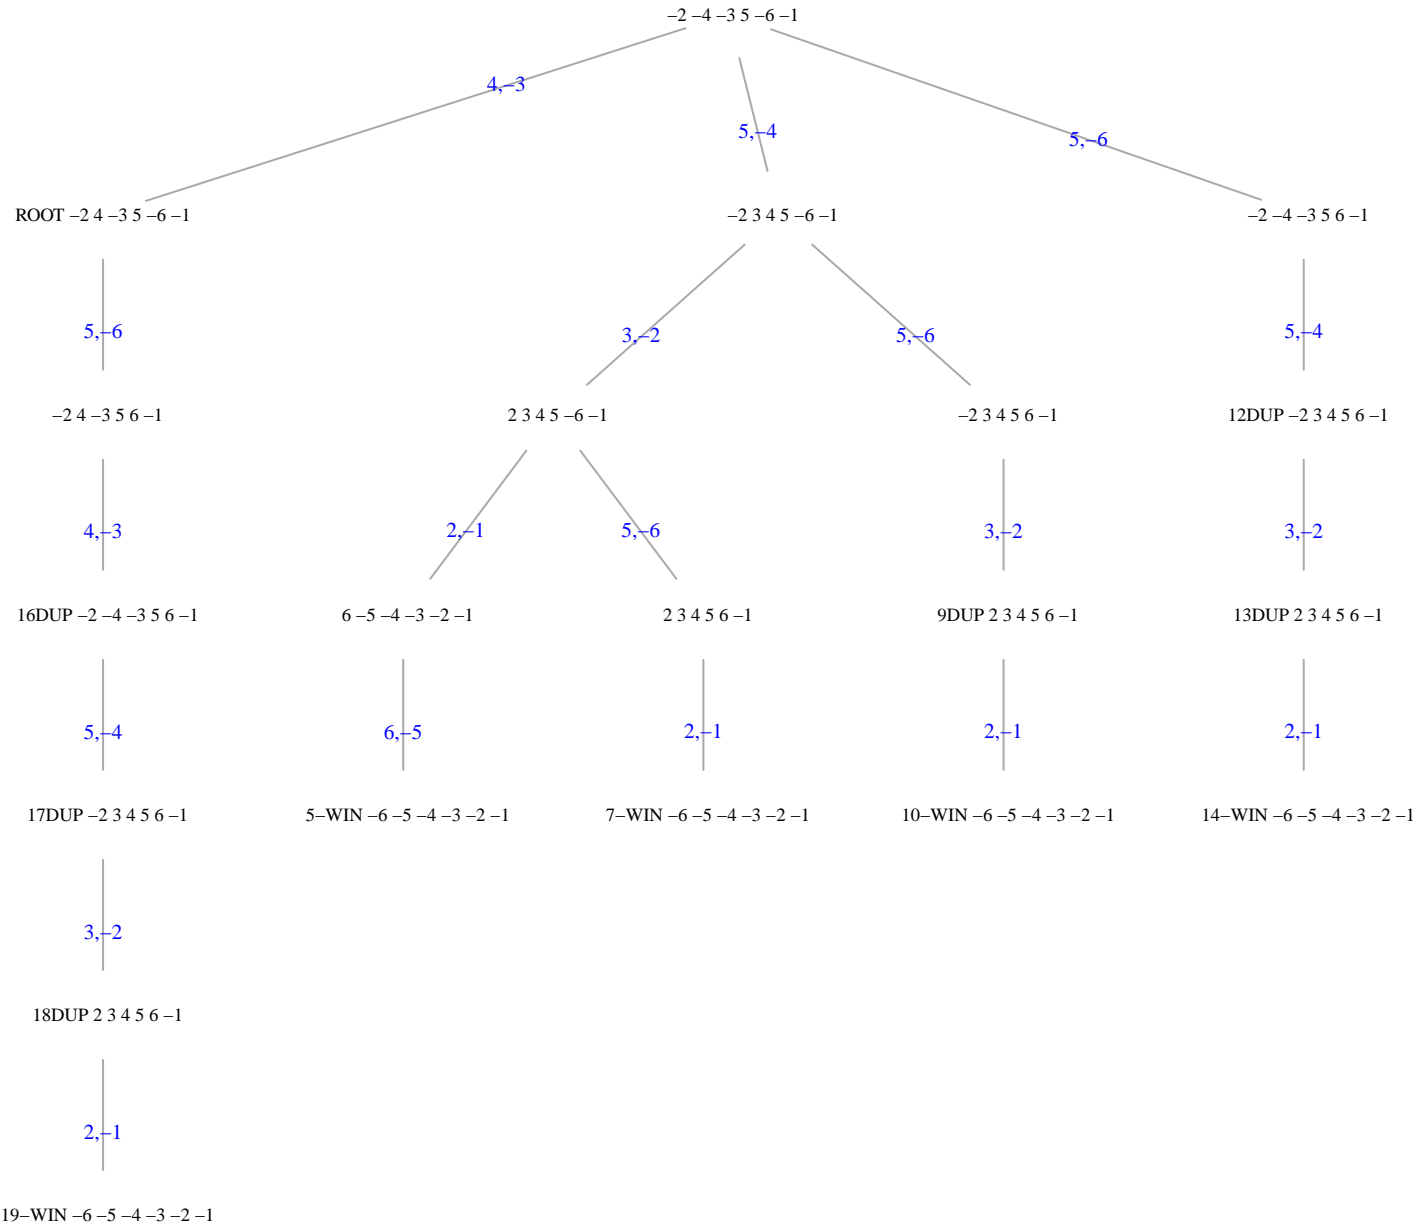 –2 –4 –3 5 –6 –1
4,–3
5,–4
5,–6
ROOT –2 4 –3 5 –6 –1
–2 3 4 5 –6 –1
–2 –4 –3 5 6 –1
5,–6
3,–2
5,–6
5,–4
–2 4 –3 5 6 –1
2 3 4 5 –6 –1
–2 3 4 5 6 –1
12DUP –2 3 4 5 6 –1
4,–3
2,–1
5,–6
3,–2
3,–2
16DUP –2 –4 –3 5 6 –1
6 –5 –4 –3 –2 –1
2 3 4 5 6 –1
9DUP 2 3 4 5 6 –1
13DUP 2 3 4 5 6 –1
5,–4
6,–5
2,–1
2,–1
2,–1
17DUP –2 3 4 5 6 –1
5–WIN –6 –5 –4 –3 –2 –1
7–WIN –6 –5 –4 –3 –2 –1
10–WIN –6 –5 –4 –3 –2 –1
14–WIN –6 –5 –4 –3 –2 –1
3,–2
18DUP 2 3 4 5 6 –1
2,–1
19–WIN –6 –5 –4 –3 –2 –1